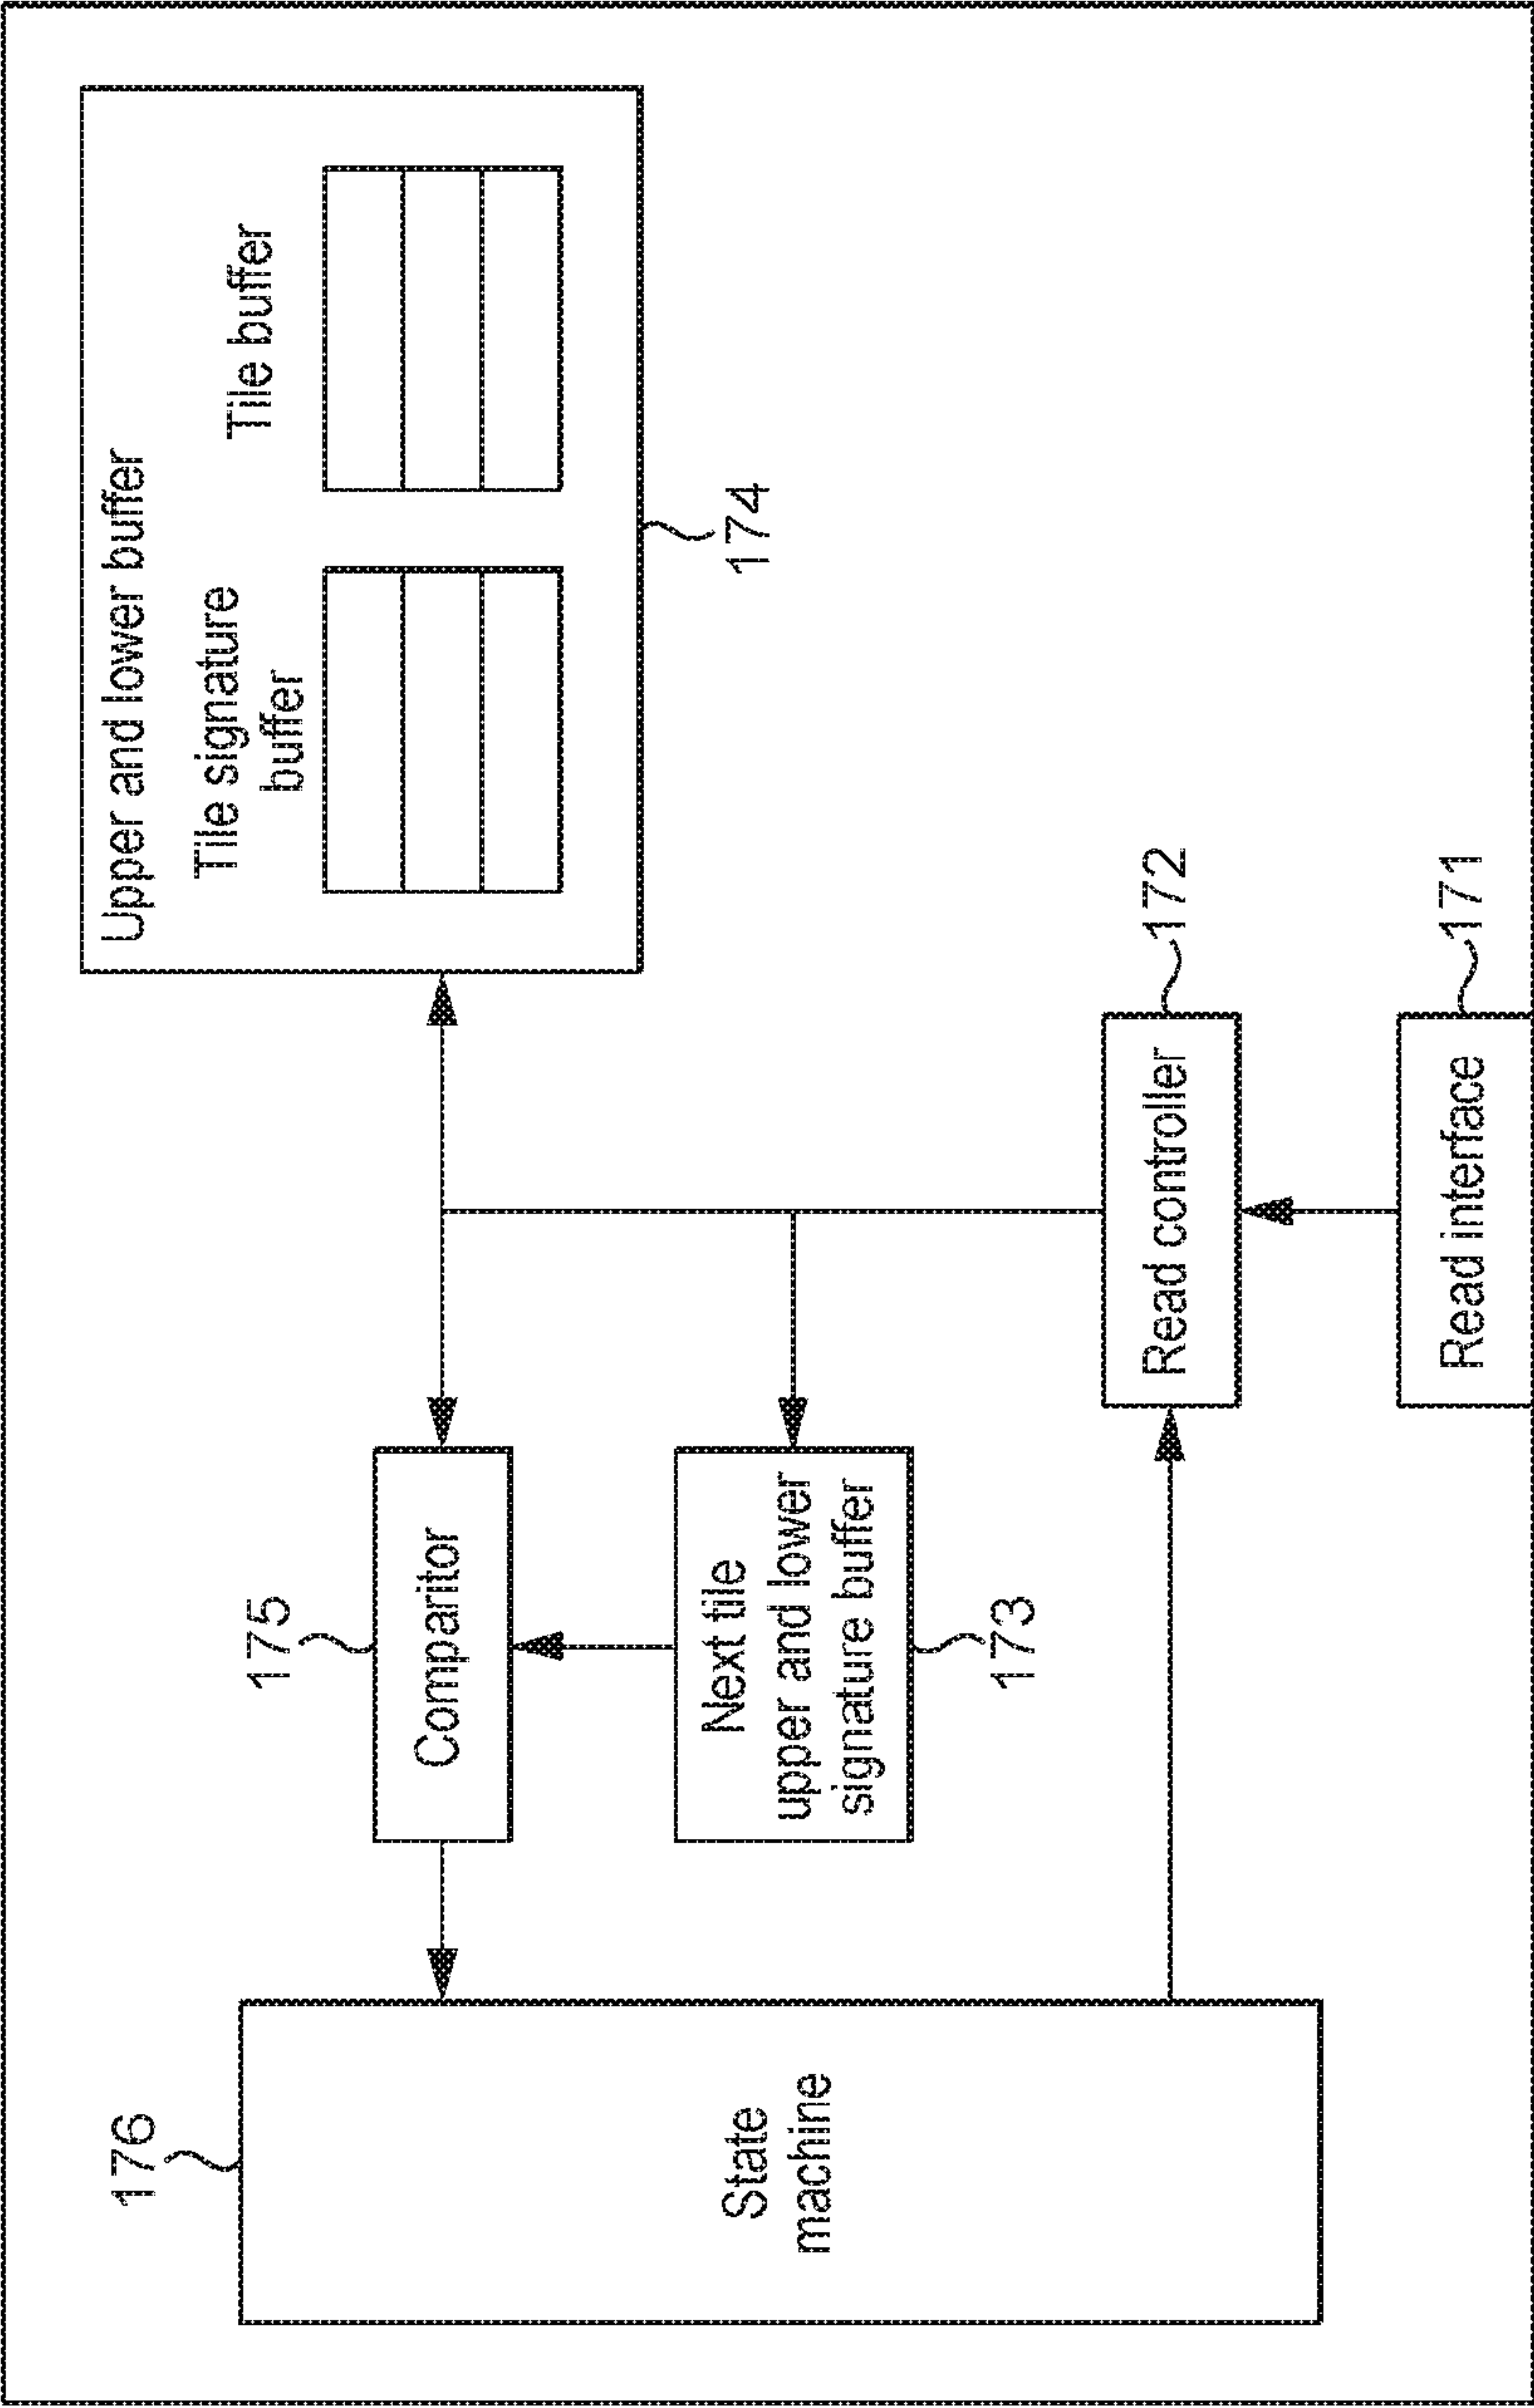 Upper and lower buffer
Tile signature
buffer
Tile buffer
174
175
Comparitor
176
State
machine
Next tile
upper and lower
signature buffer
173
Read controller
172
Read interface
171